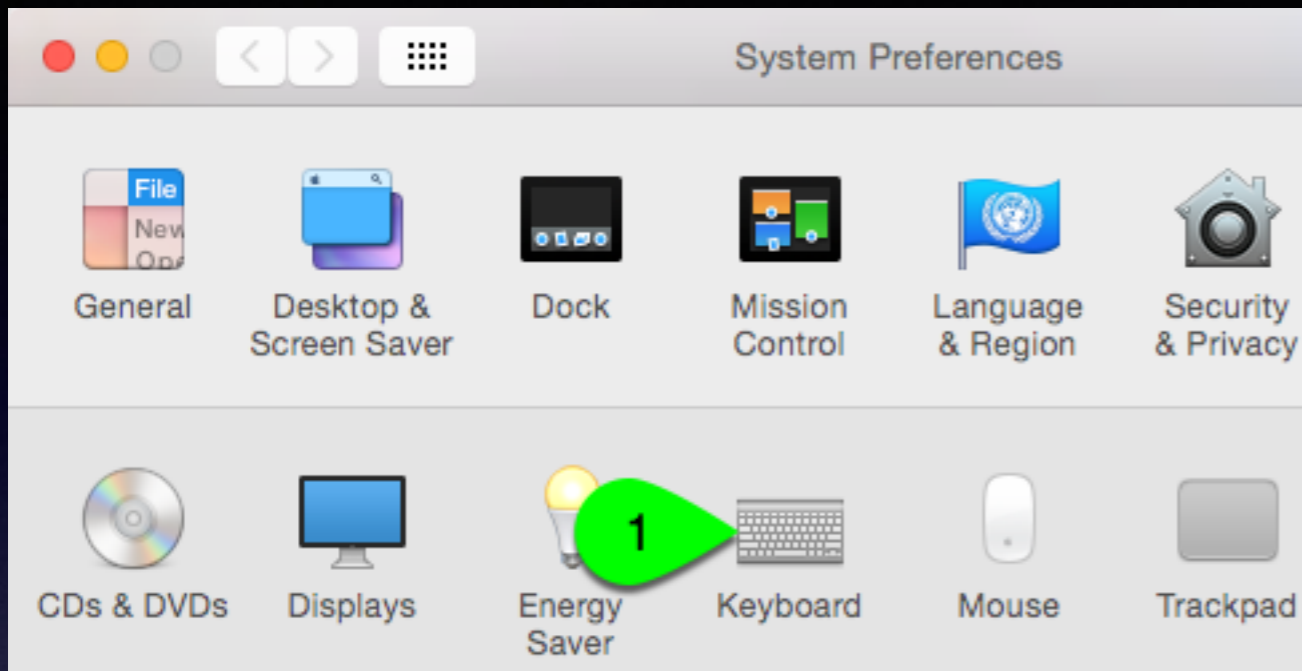 System Preferences
File
New
Ope
General
Desktop &
Screen Saver
Dock
Mission
Control
Language
& Region
Security
& Privacy
1
CDs & DVDs
Displays
Energy
Saver
Keyboard
Mouse
Trackpad